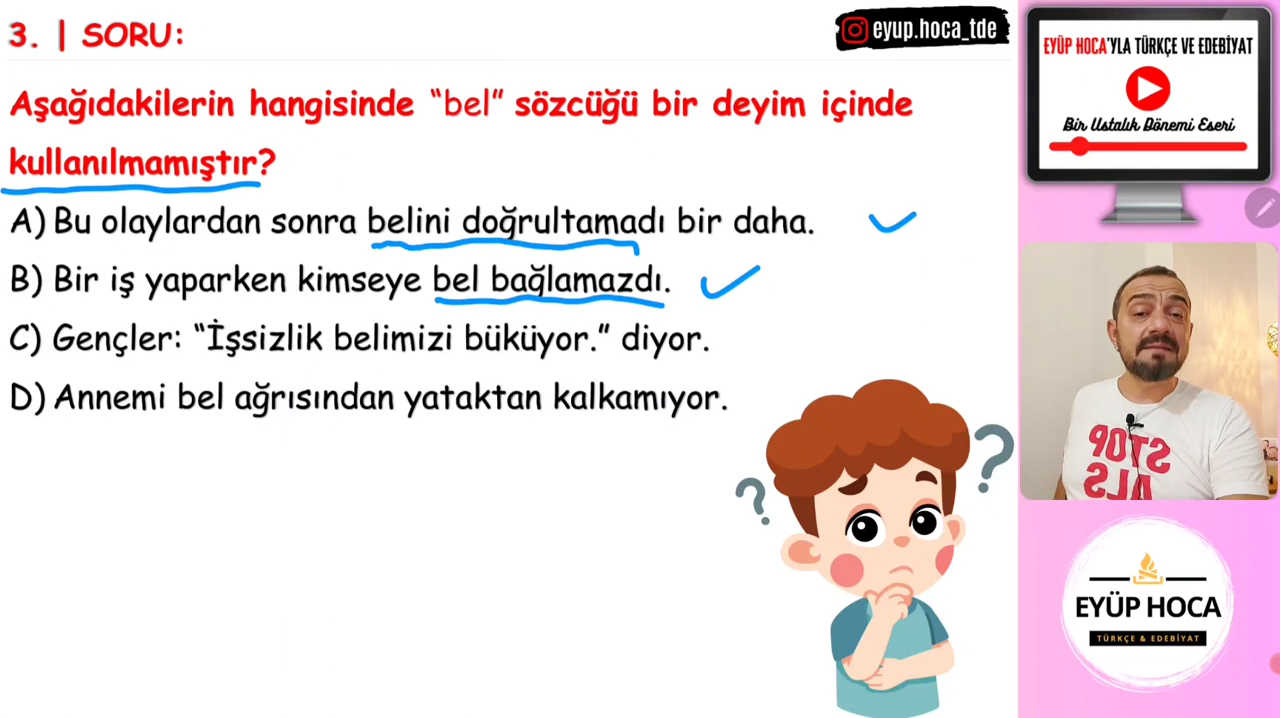 3. | SORU:
eyup.hoca_tde
Aşağıdakilerin hangisinde “bel” sözcüğü bir deyim içinde
kullanılmamıştır?
A) Bu olaylardan sonra belini doğrultamadı bir daha.
B) Bir iş yaparken kimseye bel bağlamazdı.
C) Gençler: “İşsizlik belimizi büküyor.” diyor.
D) Annemi bel ağrısından yataktan kalkamıyor.
? ?
EYÜP HOCA'YLA TÜRKÇE VE EDEBİYAT
Bir Ustalık Dönemi Eseri
STOP
ALS
EYÜP HOCA
TÜRKÇE & EDEBİYAT